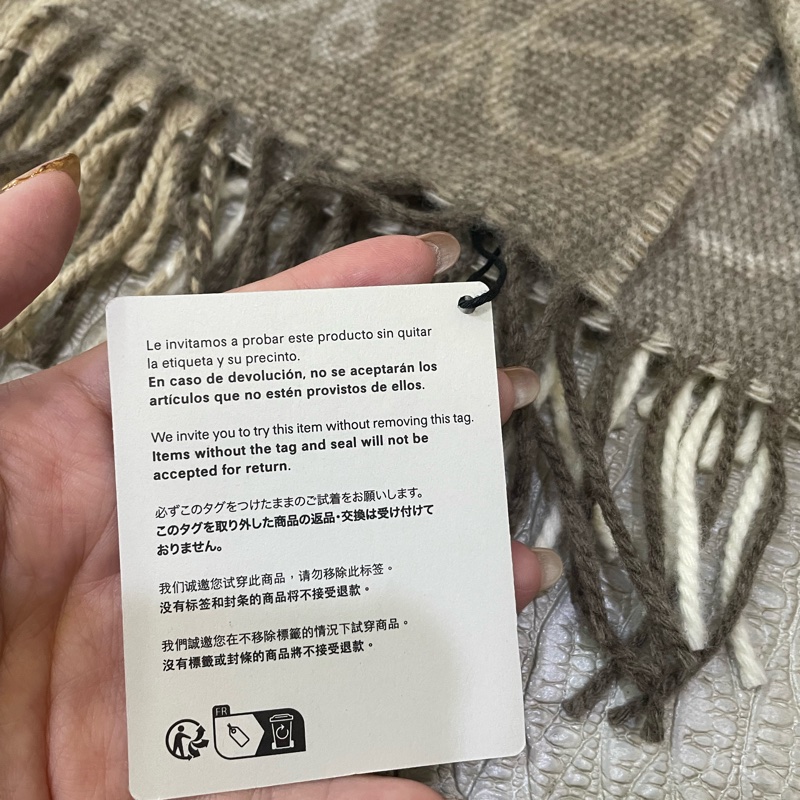 Le invitamos a probar este producto sin quitar
la etiqueta y su precinto.
En caso de devolución, no se aceptarán los
artículos que no estén provistos de ellos.
We invite you to try this item without removing this tag.
Items without the tag and seal will not be
accepted for return.
必ずこのタグをつけたままのご試着をお願いします。
このタグを取り外した商品の返品・交換は受け付けて
おりません。
我们诚邀您试穿此商品，请勿移除此标签。
没有标签和封条的商品将不接受退款。
我們誠邀您在不移除標籤的情況下試穿商品。
沒有標籤或封條的商品將不接受退款。
FR